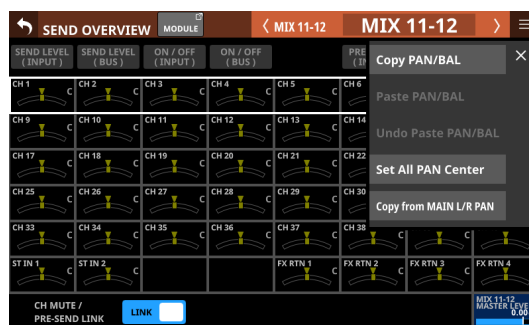 SEND OVERVIEW
MODULE
MIX 11-12
MIX 11-12
SEND LEVEL
( INPUT )
SEND LEVEL
( BUS )
ON / OFF
( INPUT )
ON / OFF
( BUS )
Copy PAN/BAL
Paste PAN/BAL
Undo Paste PAN/BAL
Set All PAN Center
Copy from MAIN L/R PAN
CH 1 C
CH 2 C
CH 3 C
CH 4 C
CH 5 C
CH 6
CH 9 C
CH 10 C
CH 11 C
CH 12 C
CH 13 C
CH 14
CH 17 C
CH 18 C
CH 19 C
CH 20 C
CH 21 C
CH 22
CH 25 C
CH 26 C
CH 27 C
CH 28 C
CH 29 C
CH 30
CH 33 C
CH 34 C
CH 35 C
CH 36 C
CH 37 C
CH 38
ST IN 1 C
ST IN 2 C
FX RTN 1 C
FX RTN 2 C
FX RTN 3 C
FX RTN 4
CH MUTE /
PRE-SEND LINK
LINK
MIX 11-12
MASTER LEVE
0.00